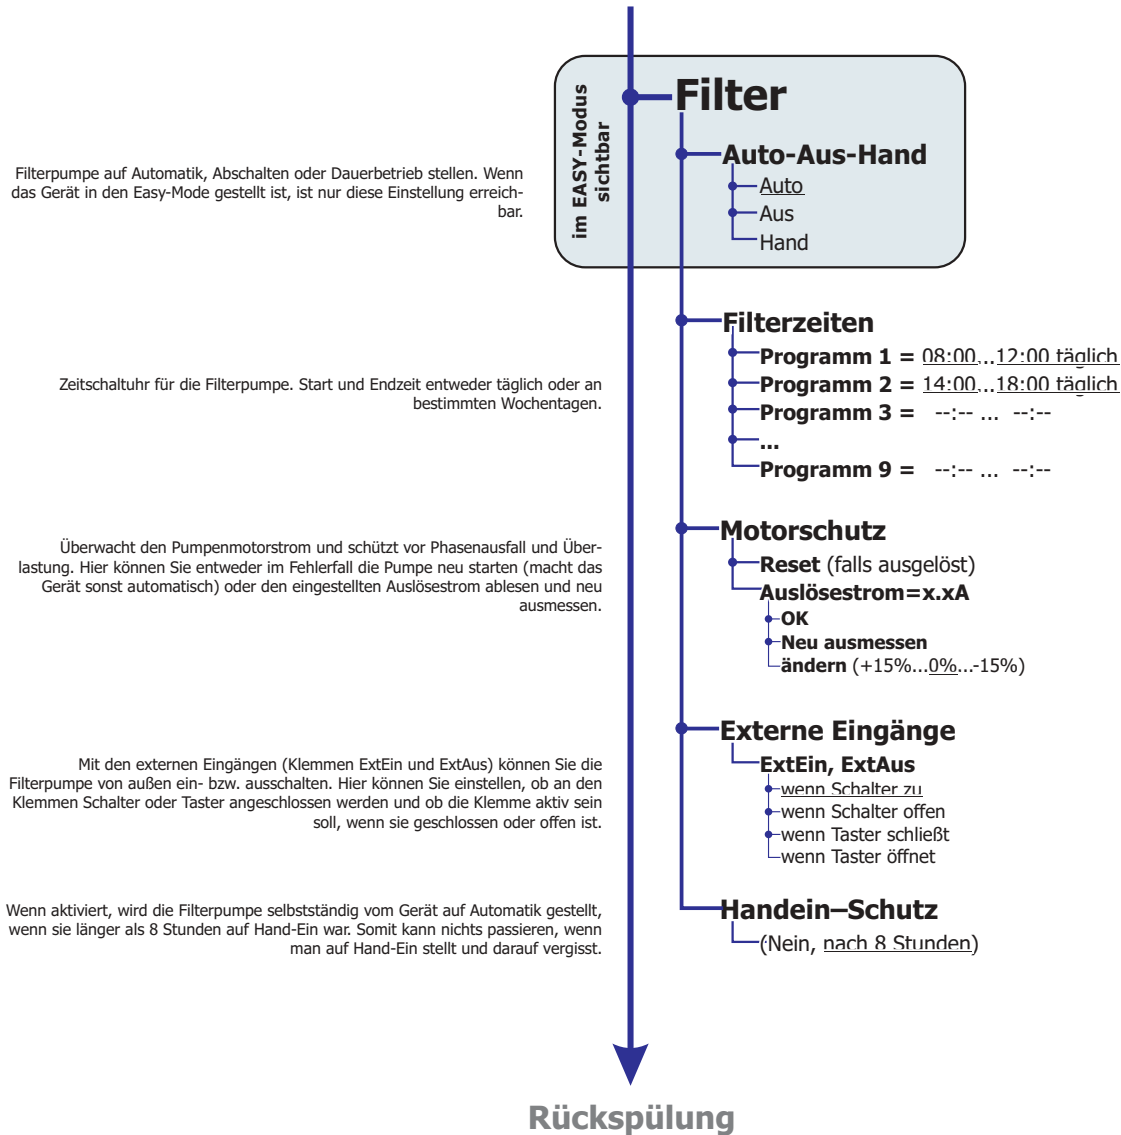 im EASY-Modus
sichtbar
Filter
Auto-Aus-Hand
Auto
Aus
Hand
Filterpumpe auf Automatik, Abschalten oder Dauerbetrieb stellen. Wenn
das Gerät in den Easy-Mode gestellt ist, ist nur diese Einstellung erreich-
bar.
Filterzeiten
Programm 1 = 08:00...12:00 täglich
Programm 2 = 14:00...18:00 täglich
Programm 3 = --:-- ... --:--
...
Programm 9 = --:-- ... --:--
Zeitschaltuhr für die Filterpumpe. Start und Endzeit entweder täglich oder an
bestimmten Wochentagen.
Motorschutz
Reset (falls ausgelöst)
Auslösestrom=x.xA
OK
Neu ausmessen
ändern (+15%...0%...-15%)
Überwacht den Pumpenmotorstrom und schützt vor Phasenausfall und Über-
lastung. Hier können Sie entweder im Fehlerfall die Pumpe neu starten (macht das
Gerät sonst automatisch) oder den eingestellten Auslösestrom ablesen und neu
ausmessen.
Externe Eingänge
ExtEin, ExtAus
wenn Schalter zu
wenn Schalter offen
wenn Taster schließt
wenn Taster öffnet
Mit den externen Eingängen (Klemmen ExtEin und ExtAus) können Sie die
Filterpumpe von außen ein- bzw. ausschalten. Hier können Sie einstellen, ob an den
Klemmen Schalter oder Taster angeschlossen werden und ob die Klemme aktiv sein
soll, wenn sie geschlossen oder offen ist.
Handein–Schutz
(Nein, nach 8 Stunden)
Wenn aktiviert, wird die Filterpumpe selbstständig vom Gerät auf Automatik gestellt,
wenn sie länger als 8 Stunden auf Hand-Ein war. Somit kann nichts passieren, wenn
man auf Hand-Ein stellt und darauf vergisst.
Rückspülung